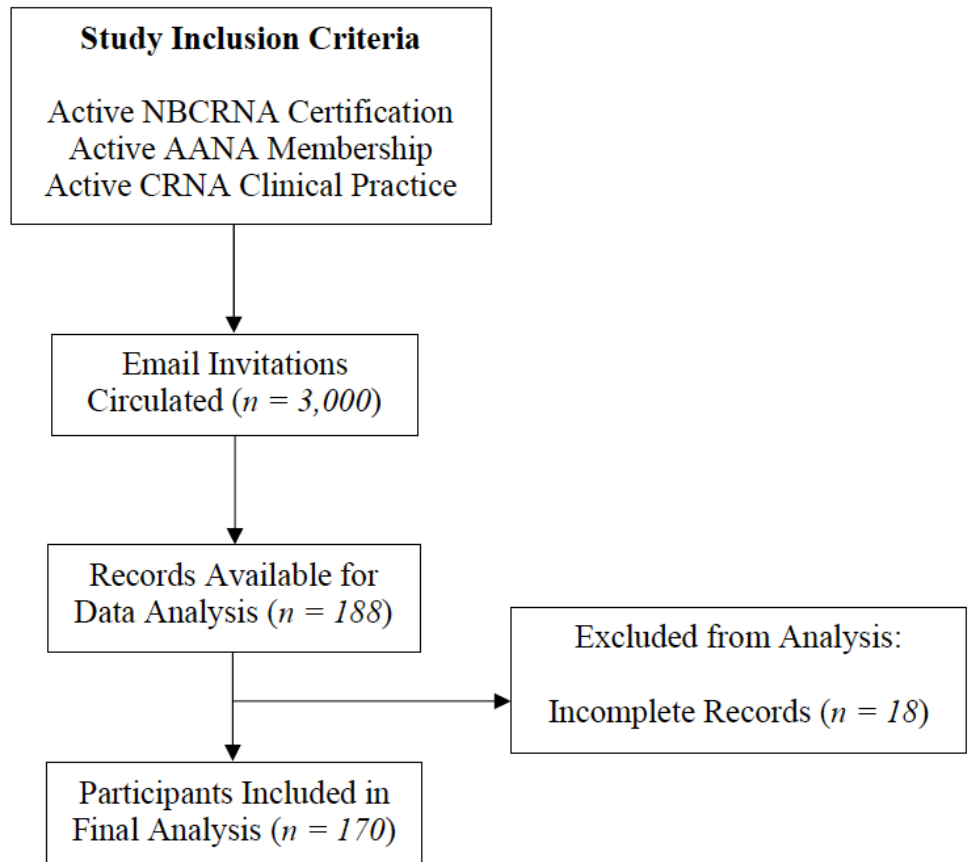 Study Inclusion Criteria
Active NBCRNA Certification
Active AANA Membership
Active CRNA Clinical Practice
Email Invitations
Circulated (n = 3,000)
Records Available for
Data Analysis (n = 188)
Excluded from Analysis:
Incomplete Records (n = 18)
Participants Included in
Final Analysis (n = 170)